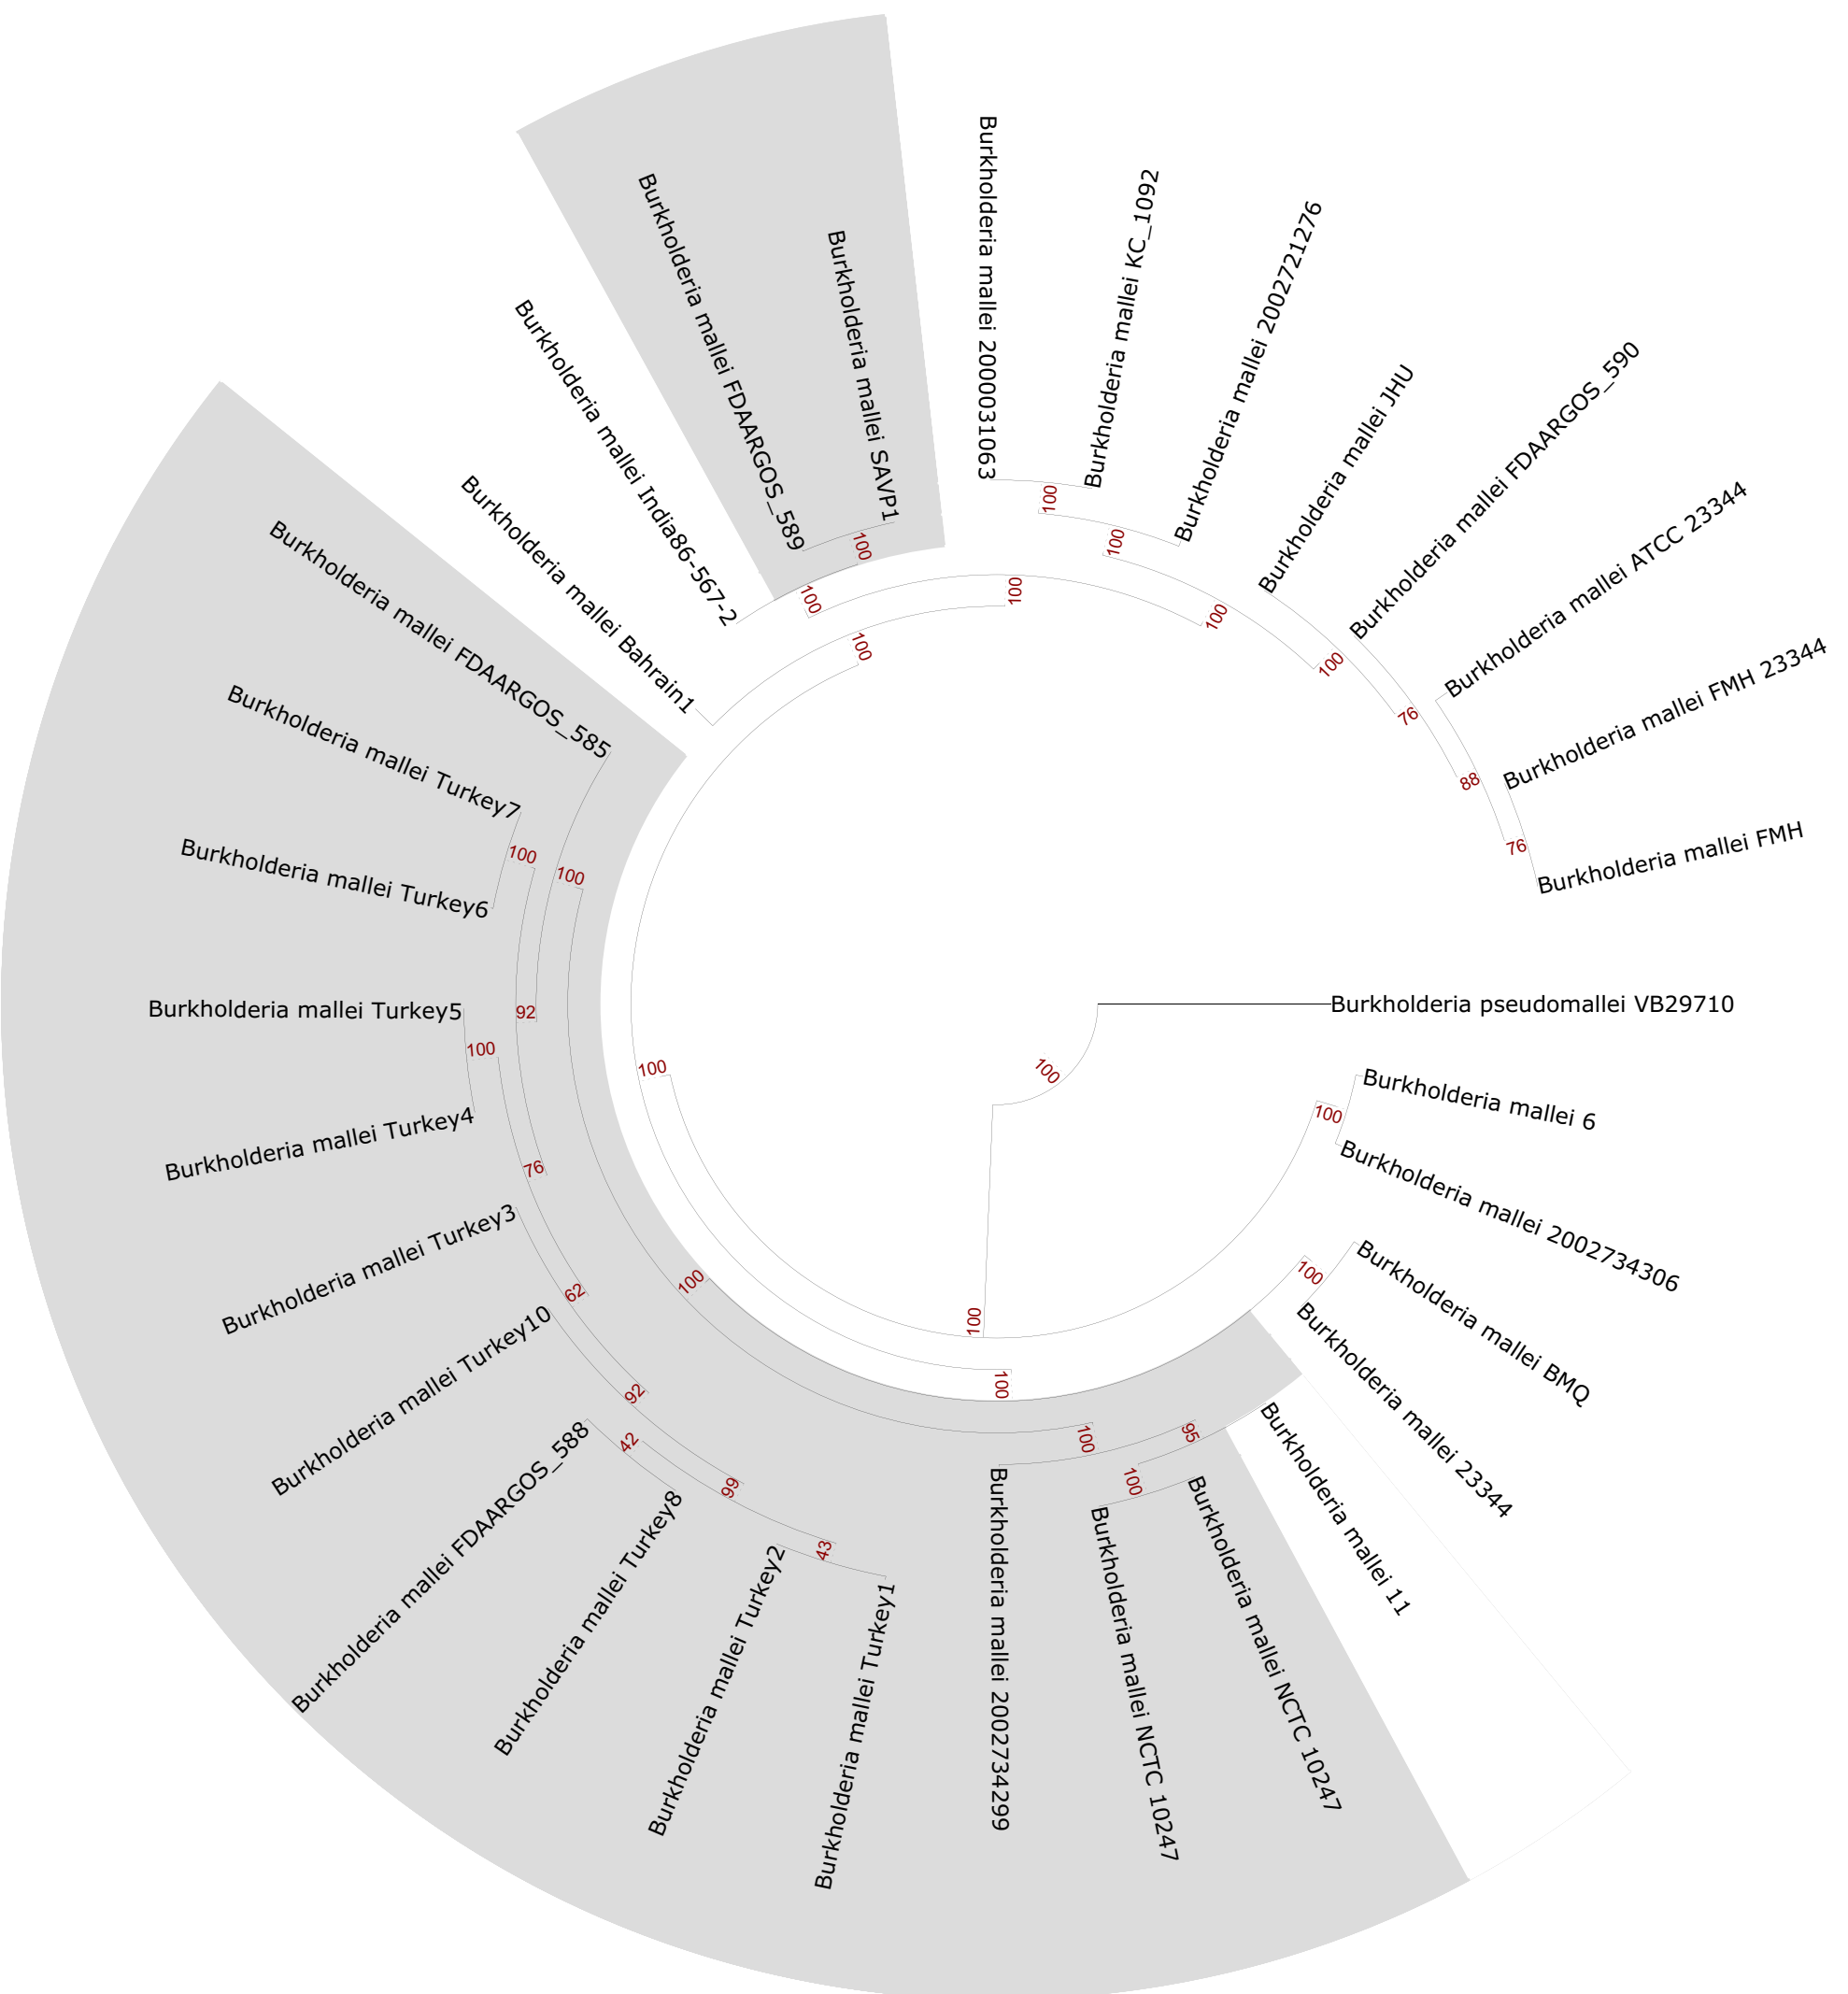 Burkholderia mallei 2000031063
Burkholderia mallei KC_1092
Burkholderia mallei 2002721276
Burkholderia mallei JHU
Burkholderia mallei FDAARGOS_590
Burkholderia mallei ATCC 23344
Burkholderia mallei FMH 23344
Burkholderia mallei FMH
Burkholderia pseudomallei VB29710
Burkholderia mallei 6
Burkholderia mallei 2002734306
Burkholderia mallei BMQ
Burkholderia mallei 23344
Burkholderia mallei 11
Burkholderia mallei NCTC 10247
Burkholderia mallei NCTC 10247
Burkholderia mallei 2002734299
Burkholderia mallei Turkey1
Burkholderia mallei Turkey2
Burkholderia mallei Turkey8
Burkholderia mallei FDAARGOS_588
Burkholderia mallei Turkey10
Burkholderia mallei Turkey3
Burkholderia mallei Turkey4
Burkholderia mallei Turkey5
Burkholderia mallei Turkey6
Burkholderia mallei Turkey7
Burkholderia mallei FDAARGOS_585
Burkholderia mallei Bahrain1
Burkholderia mallei India86-567-2
Burkholderia mallei FDAARGOS_589
Burkholderia mallei SAVP1
100
100
100
100
100
100
100
100
76
88
76
100
100
100
100
100
92
100
76
62
92
42
99
43
100
100
100
95
100
100
100
100